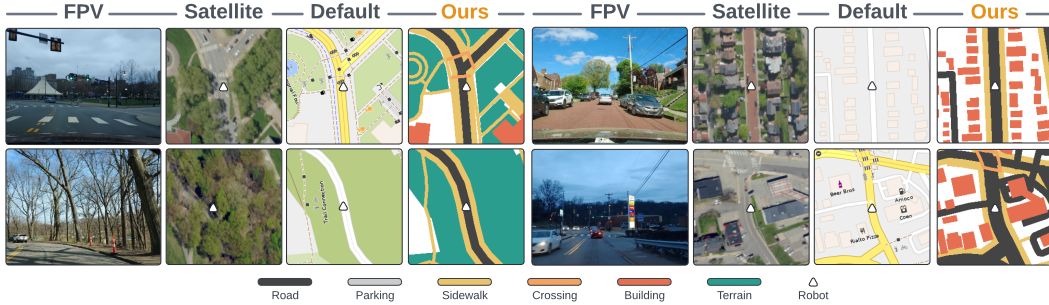 FPV Satellite Default Ours FPV Satellite Default Ours
Trail Connection
Beer Bros
Amoco
Coen
Rialto Pizza
Road Parking Sidewalk Crossing Building Terrain Robot